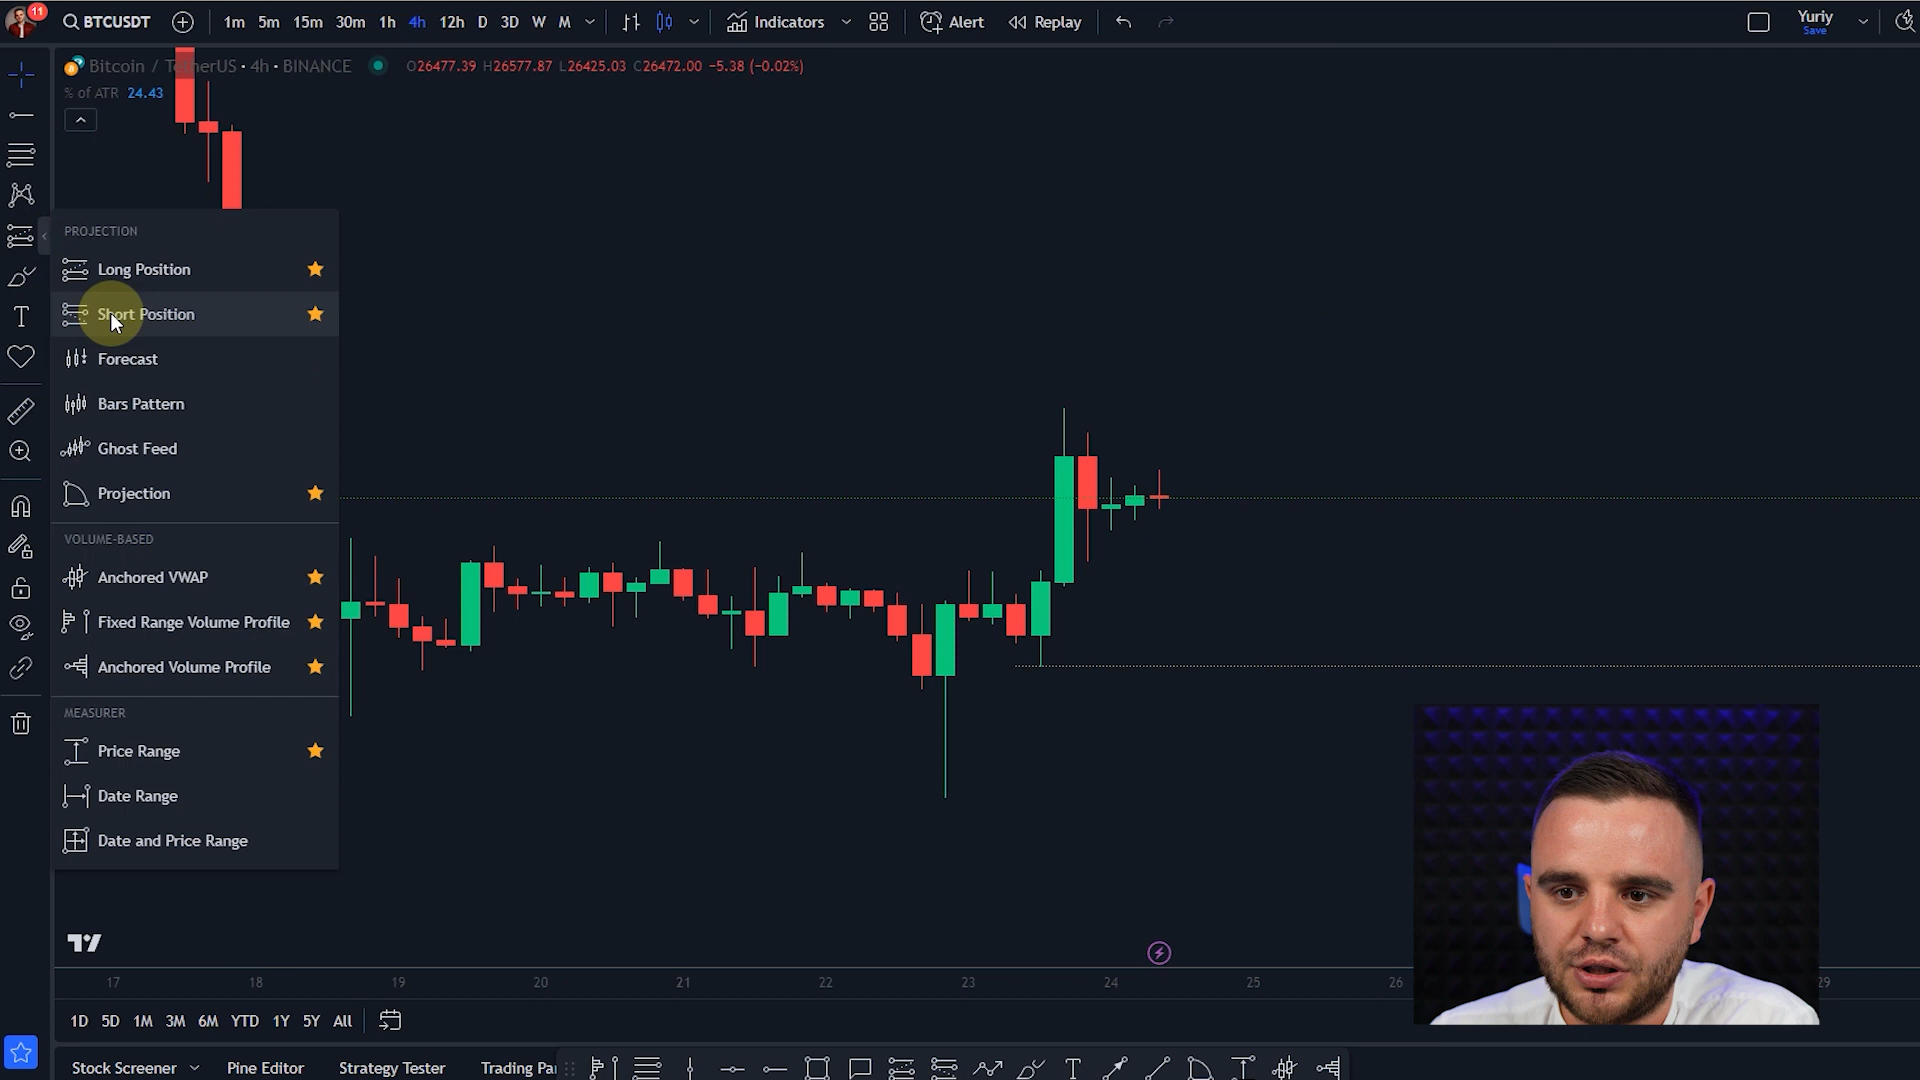 11
BTCUSDT 1m 5m 15m 30m 1h 4h 12h D 3D W M Indicators Alert Replay Yuriy
Save
Bitcoin / TetherUS • 4h • BINANCE O26477.39 H26577.87 L26425.03 C26472.00 −5.38 (−0.02%)
% of ATR 24.43
PROJECTION
Long Position
Short Position
Forecast
Bars Pattern
Ghost Feed
Projection
VOLUME-BASED
Anchored VWAP
Fixed Range Volume Profile
Anchored Volume Profile
MEASURER
Price Range
Date Range
Date and Price Range
17 18 19 20 21 22 23 24 25 26 29
1D 5D 1M 3M 6M YTD 1Y 5Y All
Stock Screener Pine Editor Strategy Tester Trading